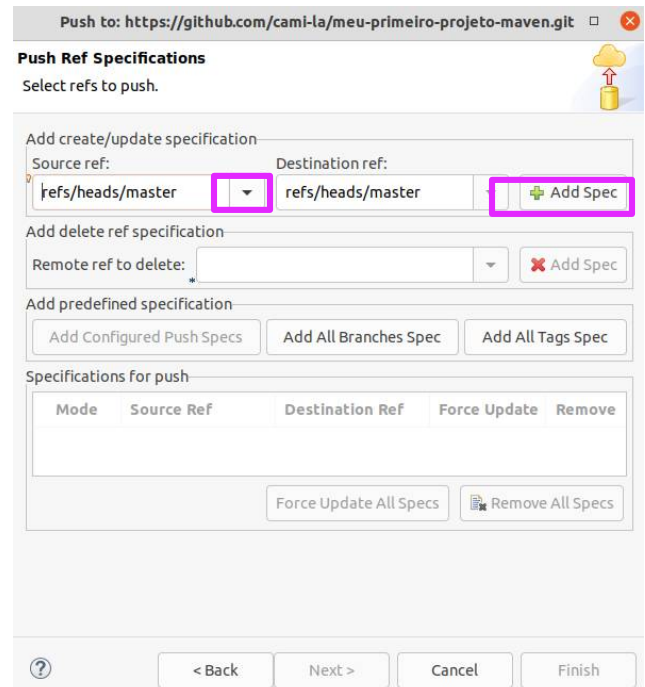 Push to: https://github.com/cami-la/meu-primeiro-projeto-maven.git
Push Ref Specifications
Select refs to push.
Add create/update specification
Source ref: Destination ref:
refs/heads/master refs/heads/master Add Spec
Add delete ref specification
Remote ref to delete: Add Spec
Add predefined specification
Add Configured Push Specs Add All Branches Spec Add All Tags Spec
Specifications for push
Mode Source Ref Destination Ref Force Update Remove
Force Update All Specs Remove All Specs
< Back Next > Cancel Finish